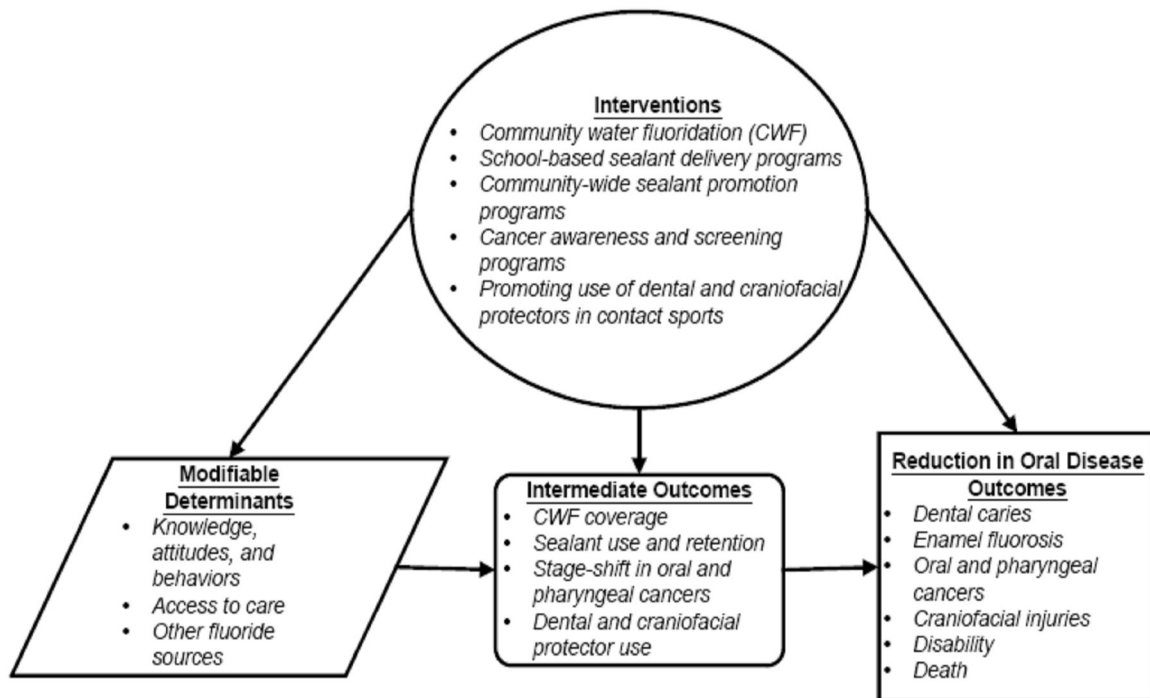 Interventions
• Community water fluoridation (CWF)
• School-based sealant delivery programs
• Community-wide sealant promotion
programs
• Cancer awareness and screening
programs
• Promoting use of dental and craniofacial
protectors in contact sports
Modifiable
Determinants
• Knowledge,
attitudes, and
behaviors
• Access to care
• Other fluoride
sources
Intermediate Outcomes
• CWF coverage
• Sealant use and retention
• Stage-shift in oral and
pharyngeal cancers
• Dental and craniofacial
protector use
Reduction in Oral Disease
Outcomes
• Dental caries
• Enamel fluorosis
• Oral and pharyngeal
cancers
• Craniofacial injuries
• Disability
• Death